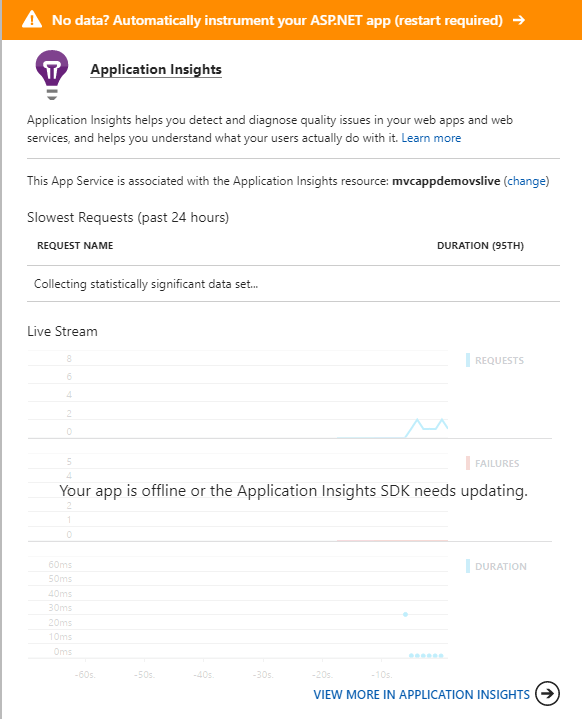 No data? Automatically instrument your ASP.NET app (restart required) →
Application Insights
Application Insights helps you detect and diagnose quality issues in your web apps and web
services, and helps you understand what your users actually do with it. Learn more
This App Service is associated with the Application Insights resource: mvcappdemovslive (change)
Slowest Requests (past 24 hours)
REQUEST NAME DURATION (95TH)
Collecting statistically significant data set...
Live Stream
8
REQUESTS
6
4
2
0
5
FAILURES
4
Your app is offline or the Application Insights SDK needs updating.
2
1
0
60ms
DURATION
50ms
40ms
30ms
20ms
10ms
0ms
-60s. -50s. -40s. -30s. -20s. -10s.
VIEW MORE IN APPLICATION INSIGHTS